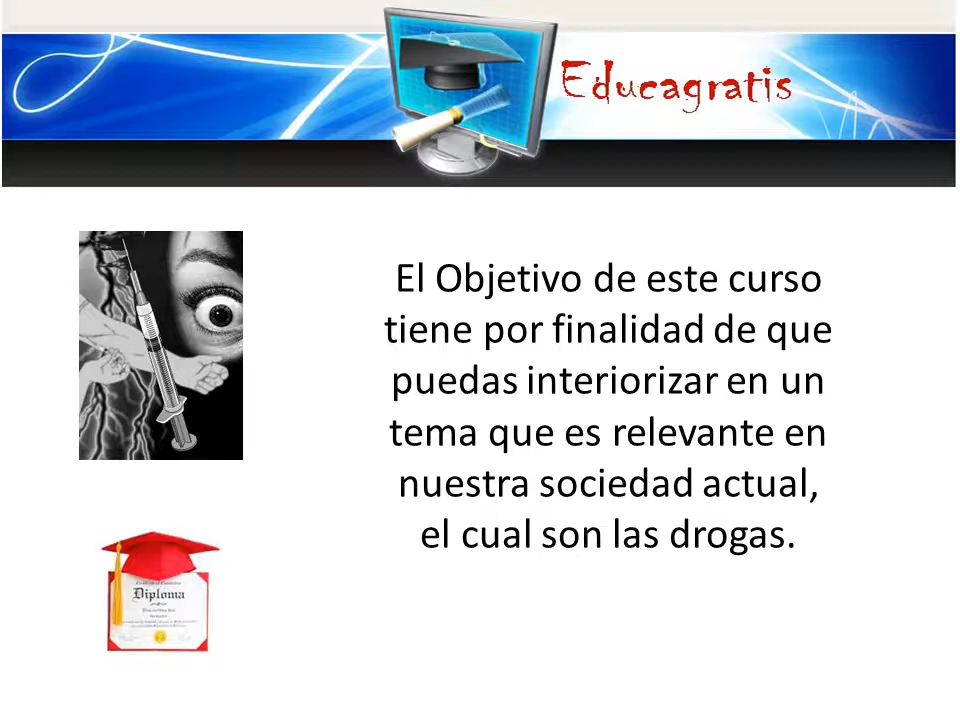 Educagratis
El Objetivo de este curso
tiene por finalidad de que
puedas interiorizar en un
tema que es relevante en
nuestra sociedad actual,
el cual son las drogas.
Diploma